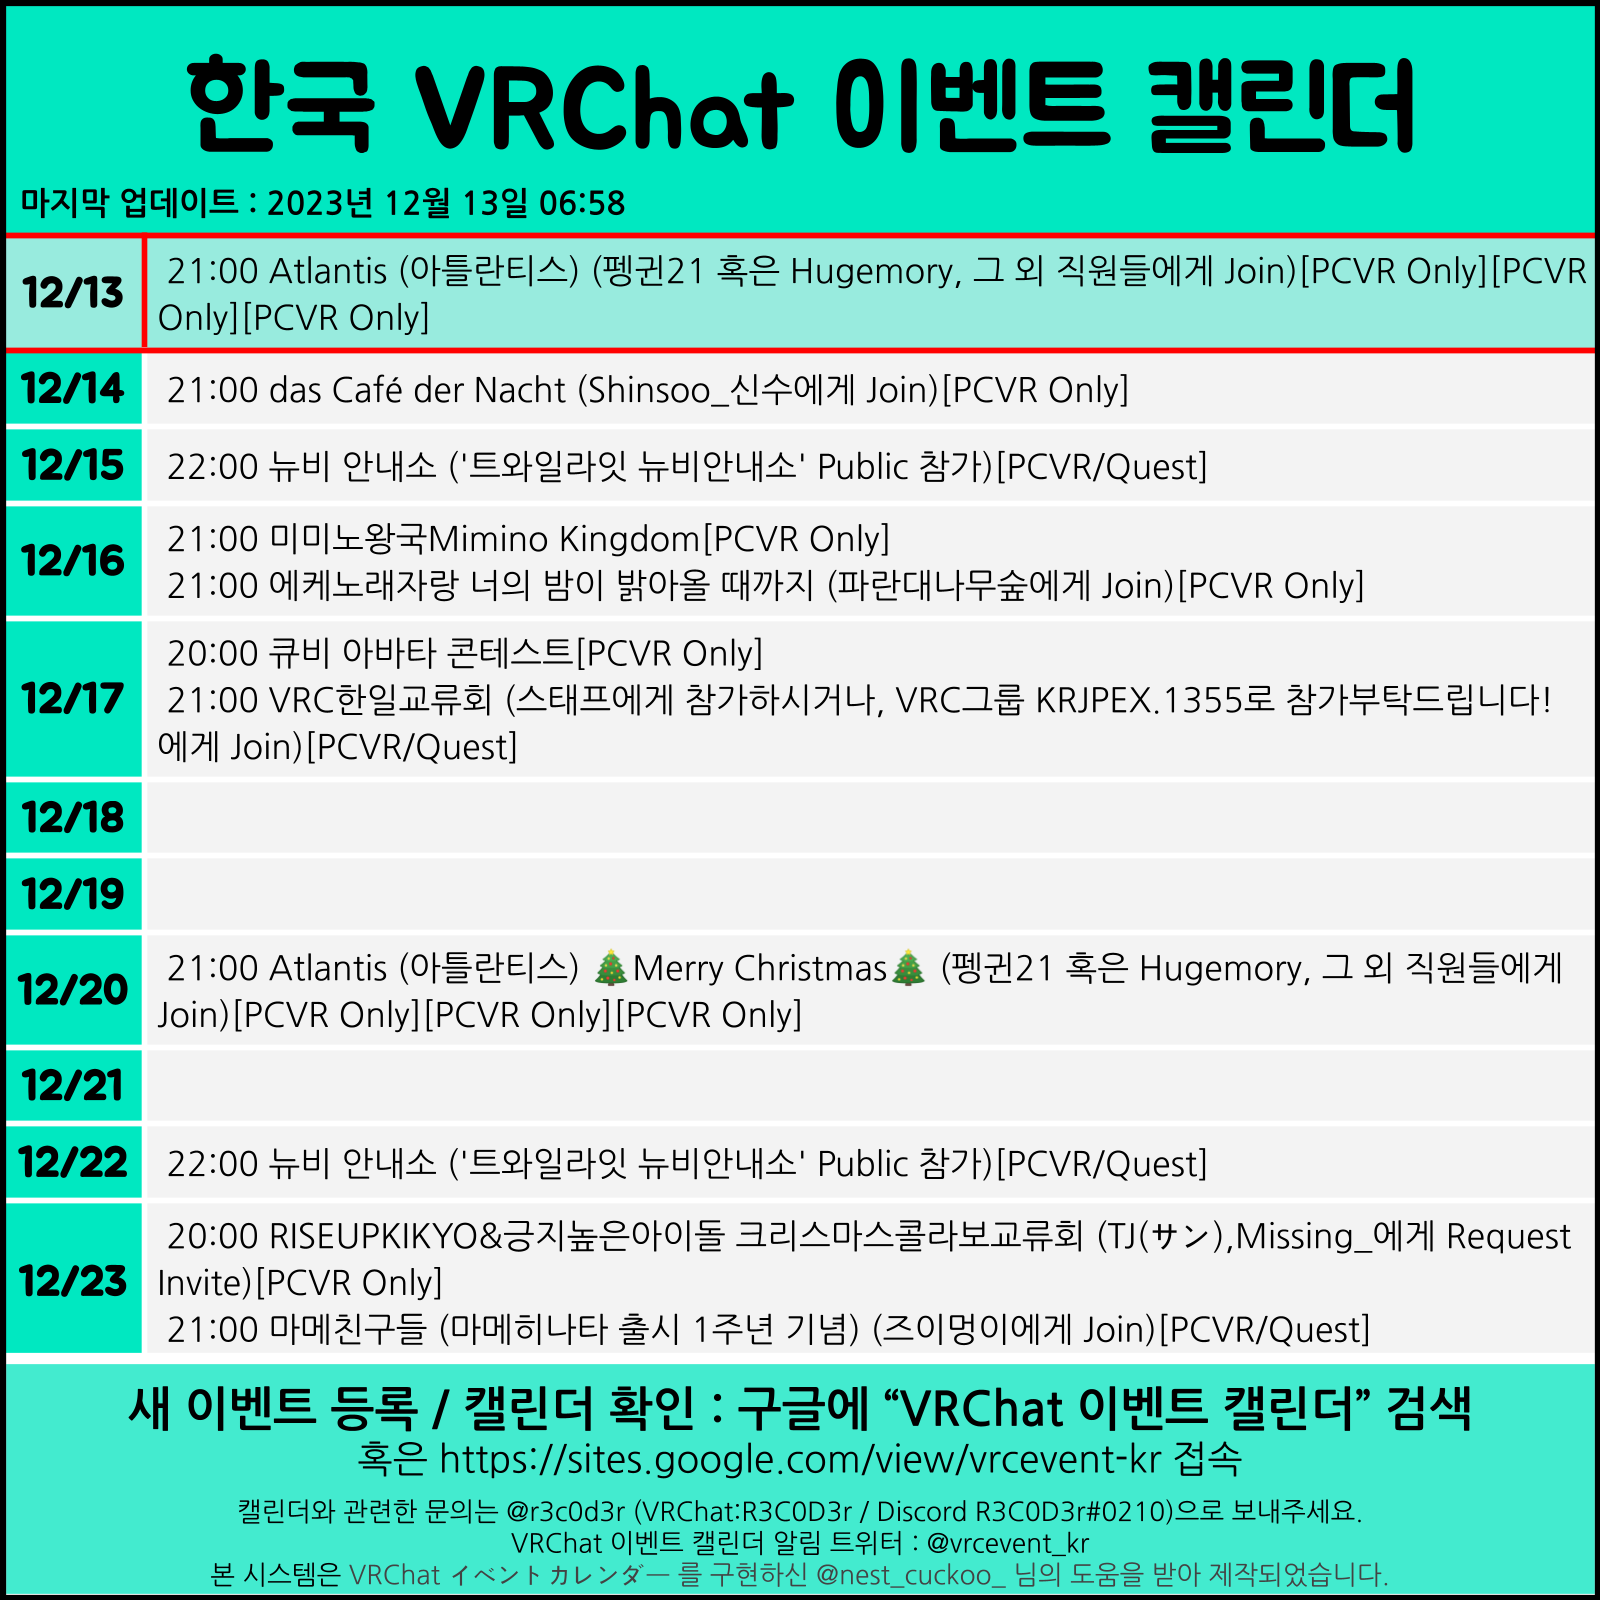 한국 VRChat 이벤트 캘린더
마지막 업데이트 : 2023년 12월 13일 06:58
12/13
21:00 Atlantis (아틀란티스) (펭귄21 혹은 Hugemory, 그 외 직원들에게 Join)[PCVR Only][PCVR
Only][PCVR Only]
12/14
21:00 das Café der Nacht (Shinsoo_신수에게 Join)[PCVR Only]
12/15
22:00 뉴비 안내소 ('트와일라잇 뉴비안내소' Public 참가)[PCVR/Quest]
12/16
21:00 미미노왕국Mimino Kingdom[PCVR Only]
21:00 에케노래자랑 너의 밤이 밝아올 때까지 (파란대나무숲에게 Join)[PCVR Only]
12/17
20:00 큐비 아바타 콘테스트[PCVR Only]
21:00 VRC한일교류회 (스태프에게 참가하시거나, VRC그룹 KRJPEX.1355로 참가부탁드립니다!
에게 Join)[PCVR/Quest]
12/18
12/19
12/20
21:00 Atlantis (아틀란티스) 🎄Merry Christmas🎄 (펭귄21 혹은 Hugemory, 그 외 직원들에게
Join)[PCVR Only][PCVR Only][PCVR Only]
12/21
12/22
22:00 뉴비 안내소 ('트와일라잇 뉴비안내소' Public 참가)[PCVR/Quest]
12/23
20:00 RISEUPKIKYO&긍지높은아이돌 크리스마스콜라보교류회 (TJ(サン),Missing_에게 Request
Invite)[PCVR Only]
21:00 마메친구들 (마메히나타 출시 1주년 기념) (즈이멍이에게 Join)[PCVR/Quest]
새 이벤트 등록 / 캘린더 확인 : 구글에 “VRChat 이벤트 캘린더” 검색
혹은 https://sites.google.com/view/vrcevent-kr 접속
캘린더와 관련한 문의는 @r3c0d3r (VRChat:R3C0D3r / Discord R3C0D3r#0210)으로 보내주세요.
VRChat 이벤트 캘린더 알림 트위터 : @vrcevent_kr
본 시스템은 VRChat イベントカレンダー 를 구현하신 @nest_cuckoo_ 님의 도움을 받아 제작되었습니다.